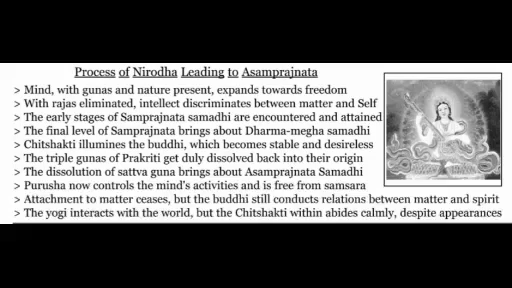 Process of Nirodha Leading to Asamprajnata
> Mind, with gunas and nature present, expands towards freedom
> With rajas eliminated, intellect discriminates between matter and Self
> The early stages of Samprajnata samadhi are encountered and attained
> The final level of Samprajnata brings about Dharma-megha samadhi
> Chitshakti illumines the buddhi, which becomes stable and desireless
> The triple gunas of Prakriti get duly dissolved back into their origin
> The dissolution of sattva guna brings about Asamprajnata Samadhi
> Purusha now controls the mind's activities and is free from samsara
> Attachment to matter ceases, but the buddhi still conducts relations between matter and spirit
> The yogi interacts with the world, but the Chitshakti within abides calmly, despite appearances